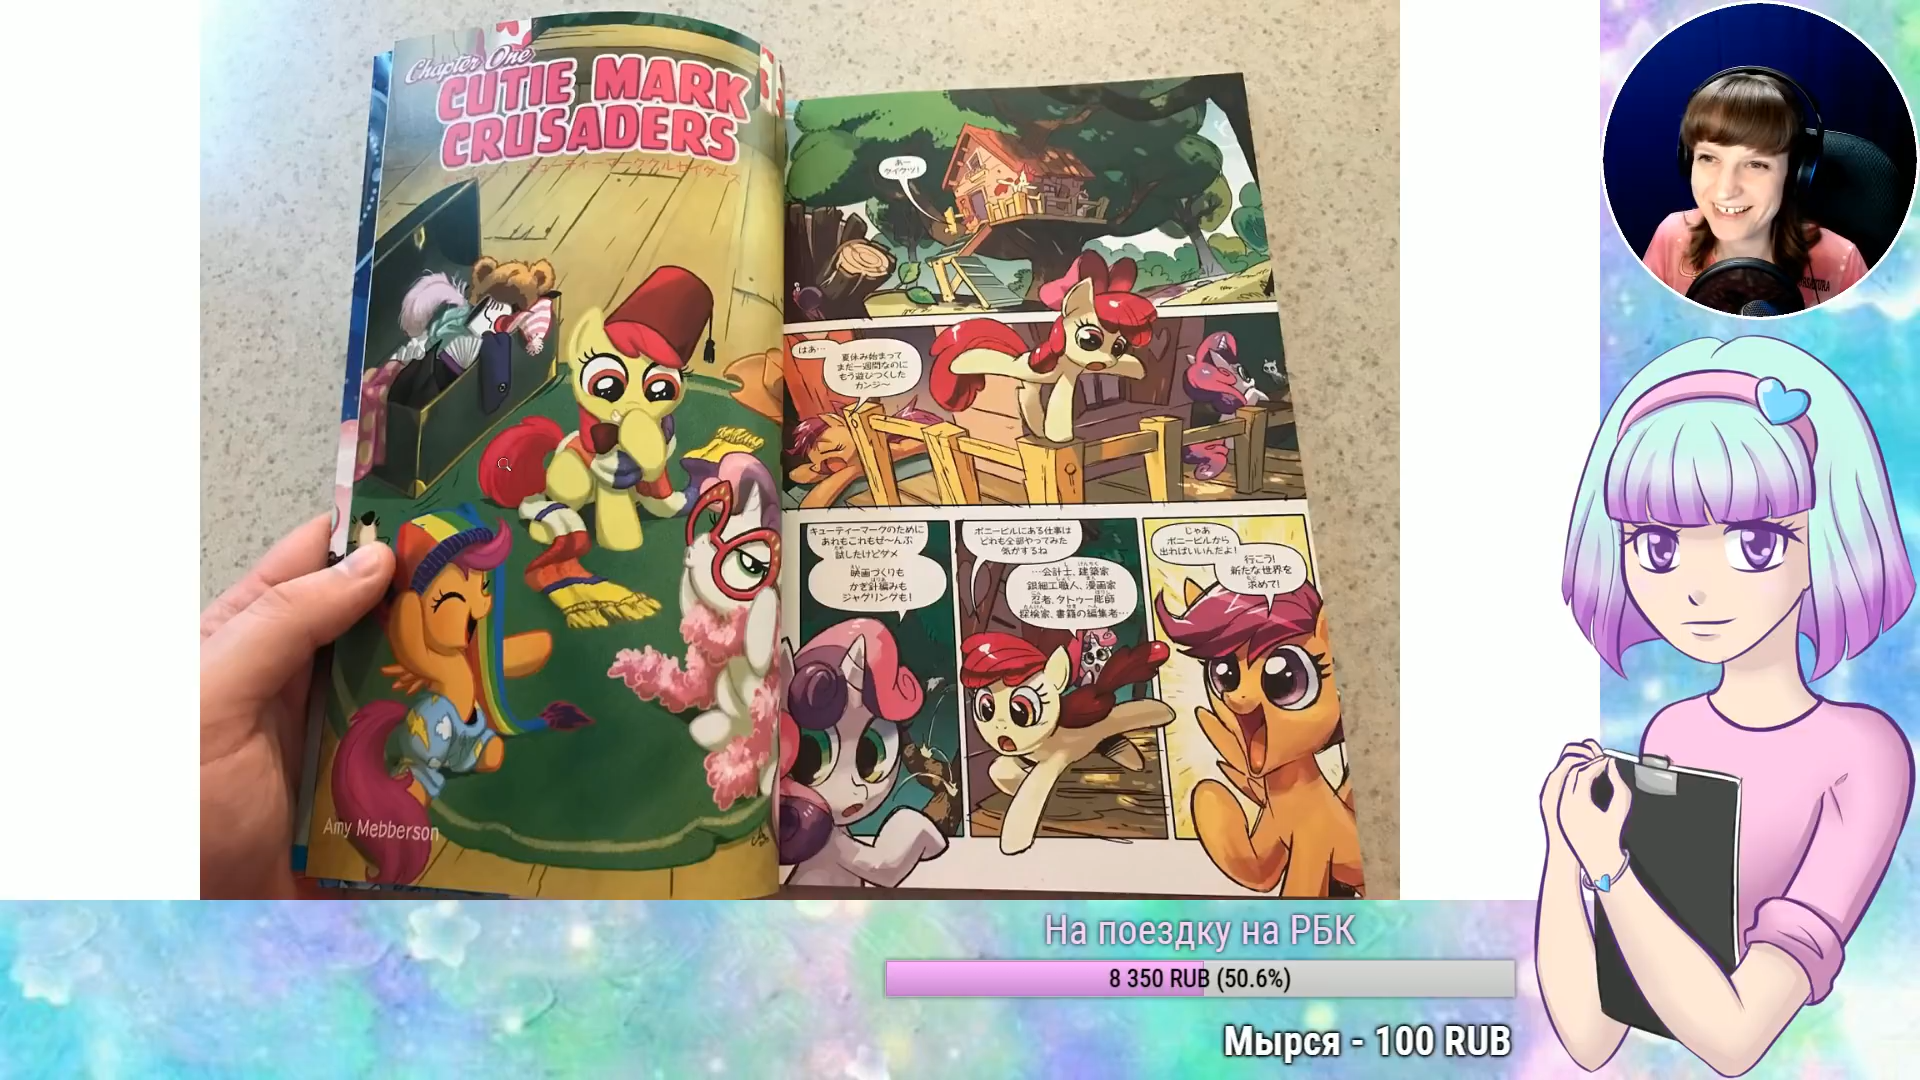 Chapter One
CUTIE MARK
CRUSADERS
キューティーマーククルセイダーズ
Amy Mebberson
あー
タイクツ!
はあ…
夏休み始まって
まだ一週間なのに
もう遊びつくした
カンジ〜
キューティーマークのために
あれもこれもぜ〜んぶ
試したけどダメ
映画づくりも
かぎ針編みも
ジャグリングも!
ポニービルにある仕事は
どれも全部やってみた
気がするね
…会計士、建築家
銀細工職人、漫画家
忍者、タトゥー彫師
探検家、書籍の編集者…
じゃあ
ポニービルから
出ればいいんだよ!
行こう!
新たな世界を
求めて!
На поездку на РБК
8 350 RUB (50.6%)
Мырся - 100 RUB